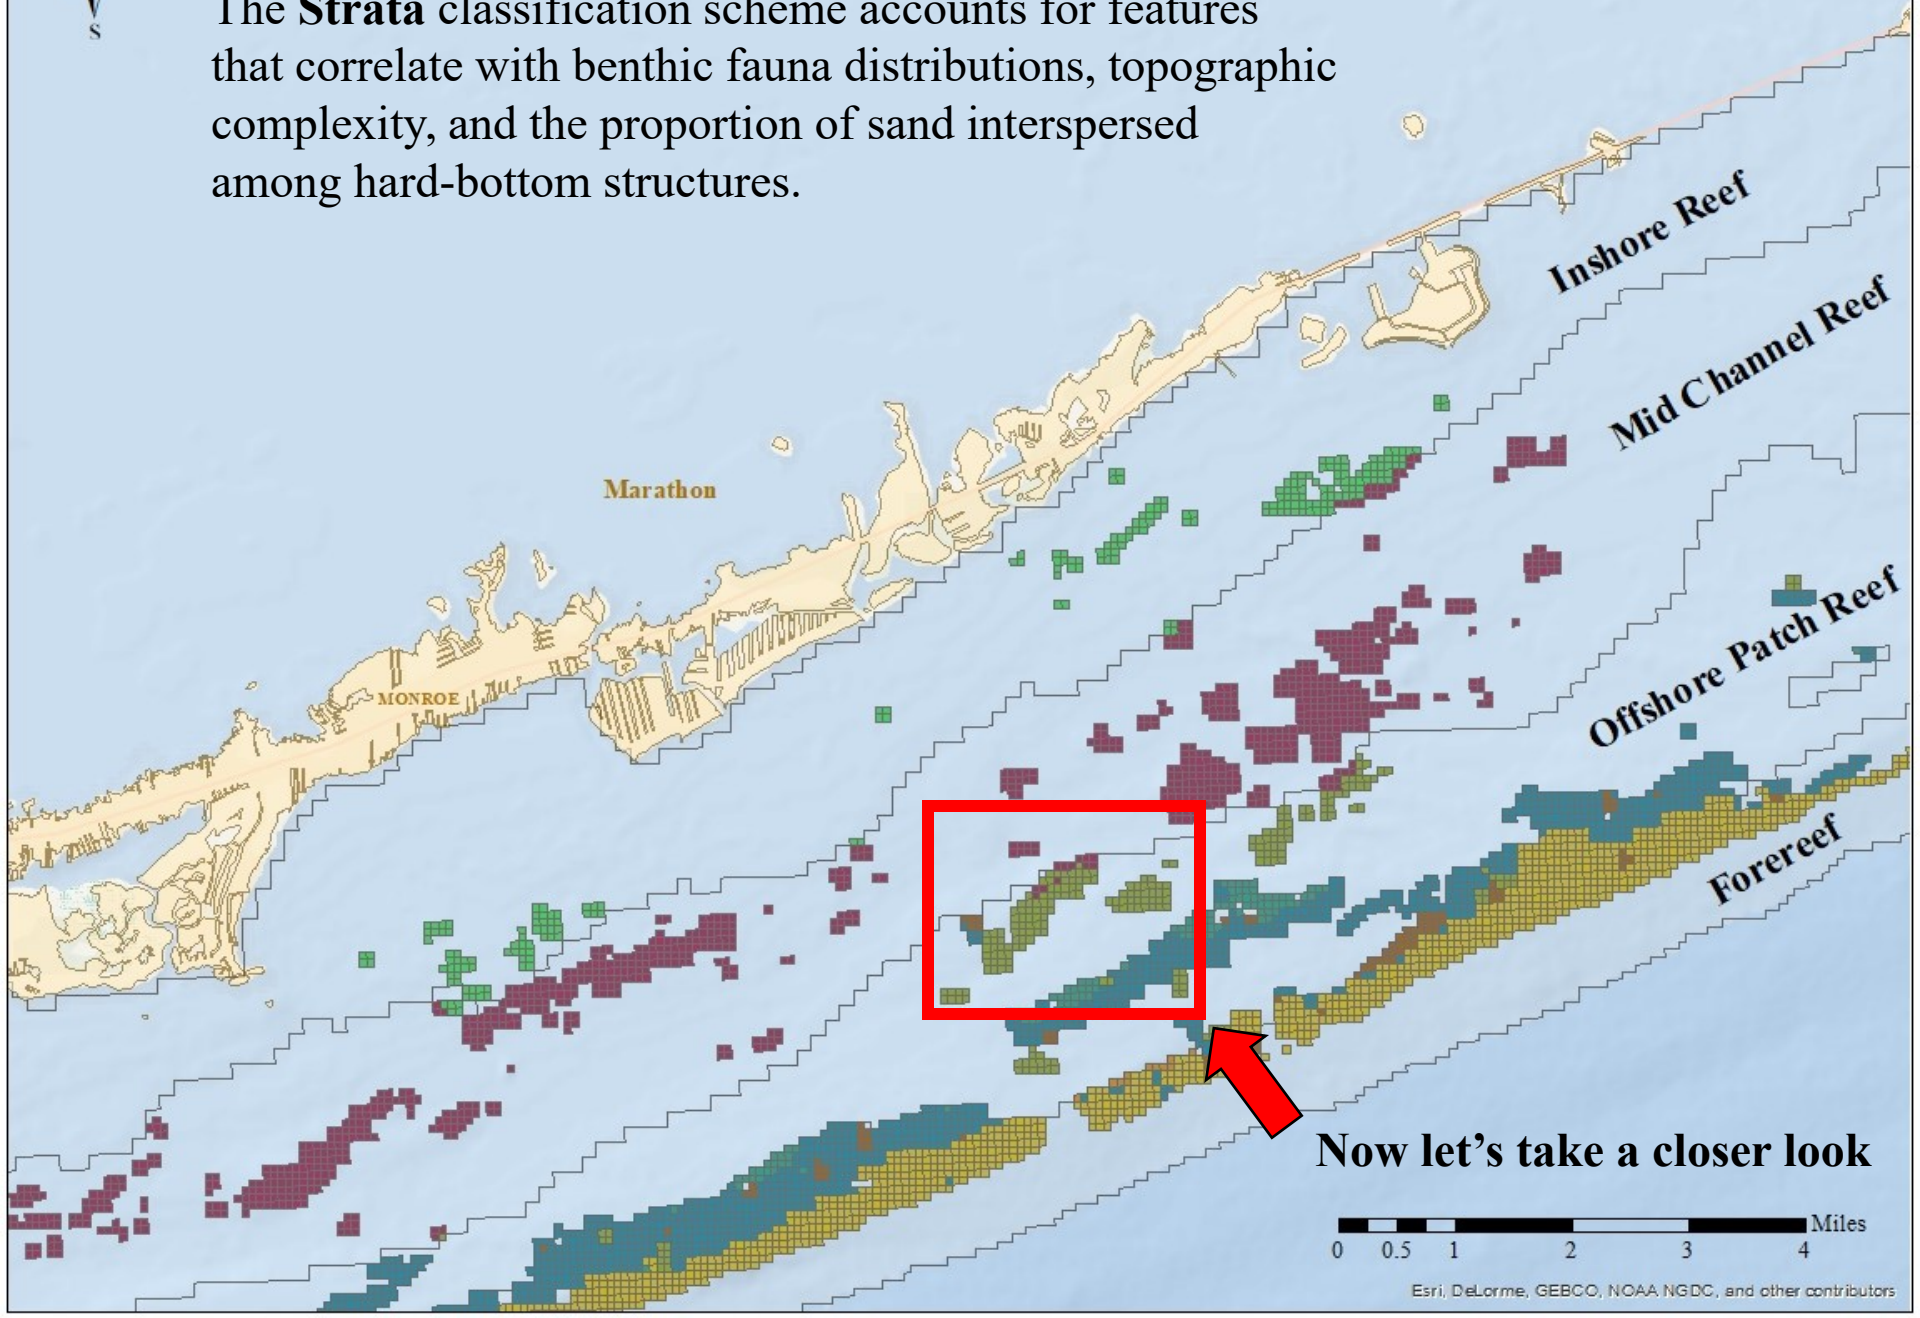 S
The Strata classification scheme accounts for features
that correlate with benthic fauna distributions, topographic
complexity, and the proportion of sand interspersed
among hard-bottom structures.
Inshore Reef
Mid Channel Reef
Marathon
Offshore Patch Reef
MONROE
Forereef
Now let’s take a closer look
Miles
0 0.5 1 2 3 4
Esri, DeLorme, GEBCO, NOAA NGDC, and other contributors